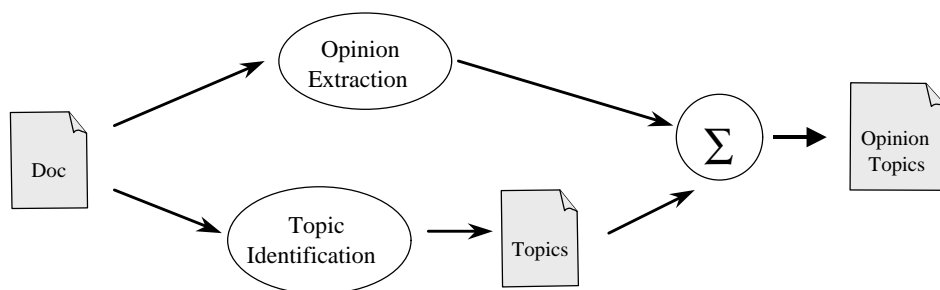 Opinion
Extraction
Doc
∑
Opinion
Topics
Topic
Identification
Topics